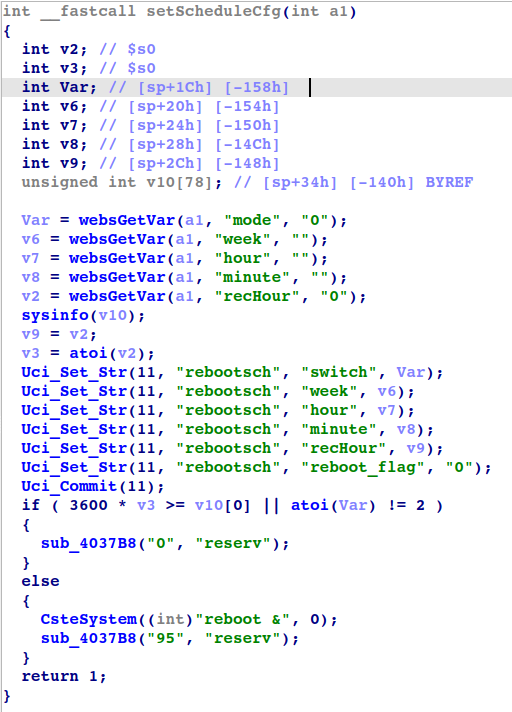 int __fastcall setScheduleCfg(int a1)
{
  int v2; // $s0
  int v3; // $s0
  int Var; // [sp+1Ch] [-158h]
  int v6; // [sp+20h] [-154h]
  int v7; // [sp+24h] [-150h]
  int v8; // [sp+28h] [-14Ch]
  int v9; // [sp+2Ch] [-148h]
  unsigned int v10[78]; // [sp+34h] [-140h] BYREF

  Var = websGetVar(a1, "mode", "0");
  v6 = websGetVar(a1, "week", "");
  v7 = websGetVar(a1, "hour", "");
  v8 = websGetVar(a1, "minute", "");
  v2 = websGetVar(a1, "recHour", "0");
  sysinfo(v10);
  v9 = v2;
  v3 = atoi(v2);
  Uci_Set_Str(11, "rebootsch", "switch", Var);
  Uci_Set_Str(11, "rebootsch", "week", v6);
  Uci_Set_Str(11, "rebootsch", "hour", v7);
  Uci_Set_Str(11, "rebootsch", "minute", v8);
  Uci_Set_Str(11, "rebootsch", "recHour", v9);
  Uci_Set_Str(11, "rebootsch", "reboot_flag", "0");
  Uci_Commit(11);
  if ( 3600 * v3 >= v10[0] || atoi(Var) != 2 )
  {
    sub_4037B8("0", "reserv");
  }
  else
  {
    CsteSystem((int)"reboot &", 0);
    sub_4037B8("95", "reserv");
  }
  return 1;
}